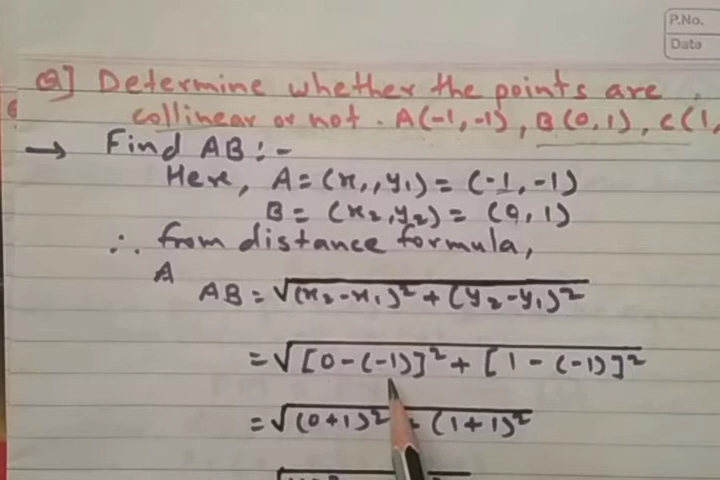 P.No.
Data
Q] Determine whether the points are
collinear or not. A(-1,-1), B(0,1), C(1,
→ Find AB:-
Here, A=(x₁,y₁)=(-1,-1)
B=(x₂,y₂)=(0,1)
∴ from distance formula,
A
AB=√(x₂-x₁)²+(y₂-y₁)²
=√[0-(-1)]²+[1-(-1)]²
=√(0+1)²+(1+1)²